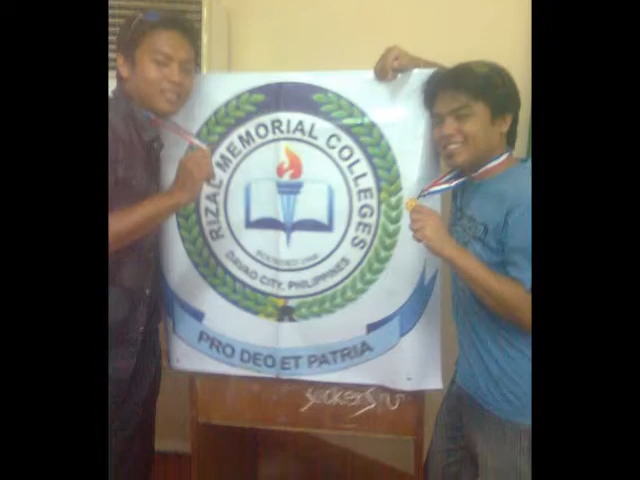 RIZAL MEMORIAL COLLEGES
DAVAO CITY, PHILIPPINES
PRO DEO ET PATRIA